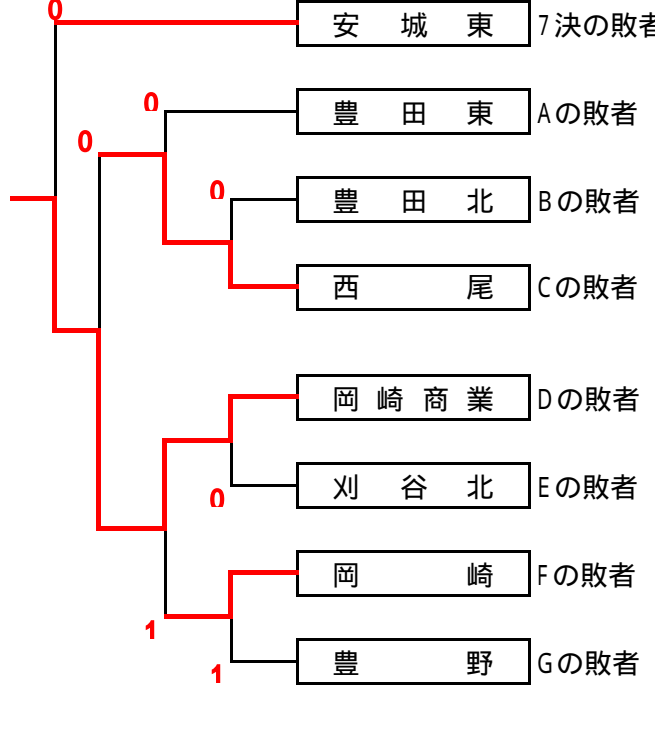 0
安城東 7決の敗者
0
豊田東 Aの敗者
0
0
豊田北 Bの敗者
西尾 Cの敗者
岡崎商業 Dの敗者
刈谷北 Eの敗者
0
岡崎 Fの敗者
1
豊野 Gの敗者
1